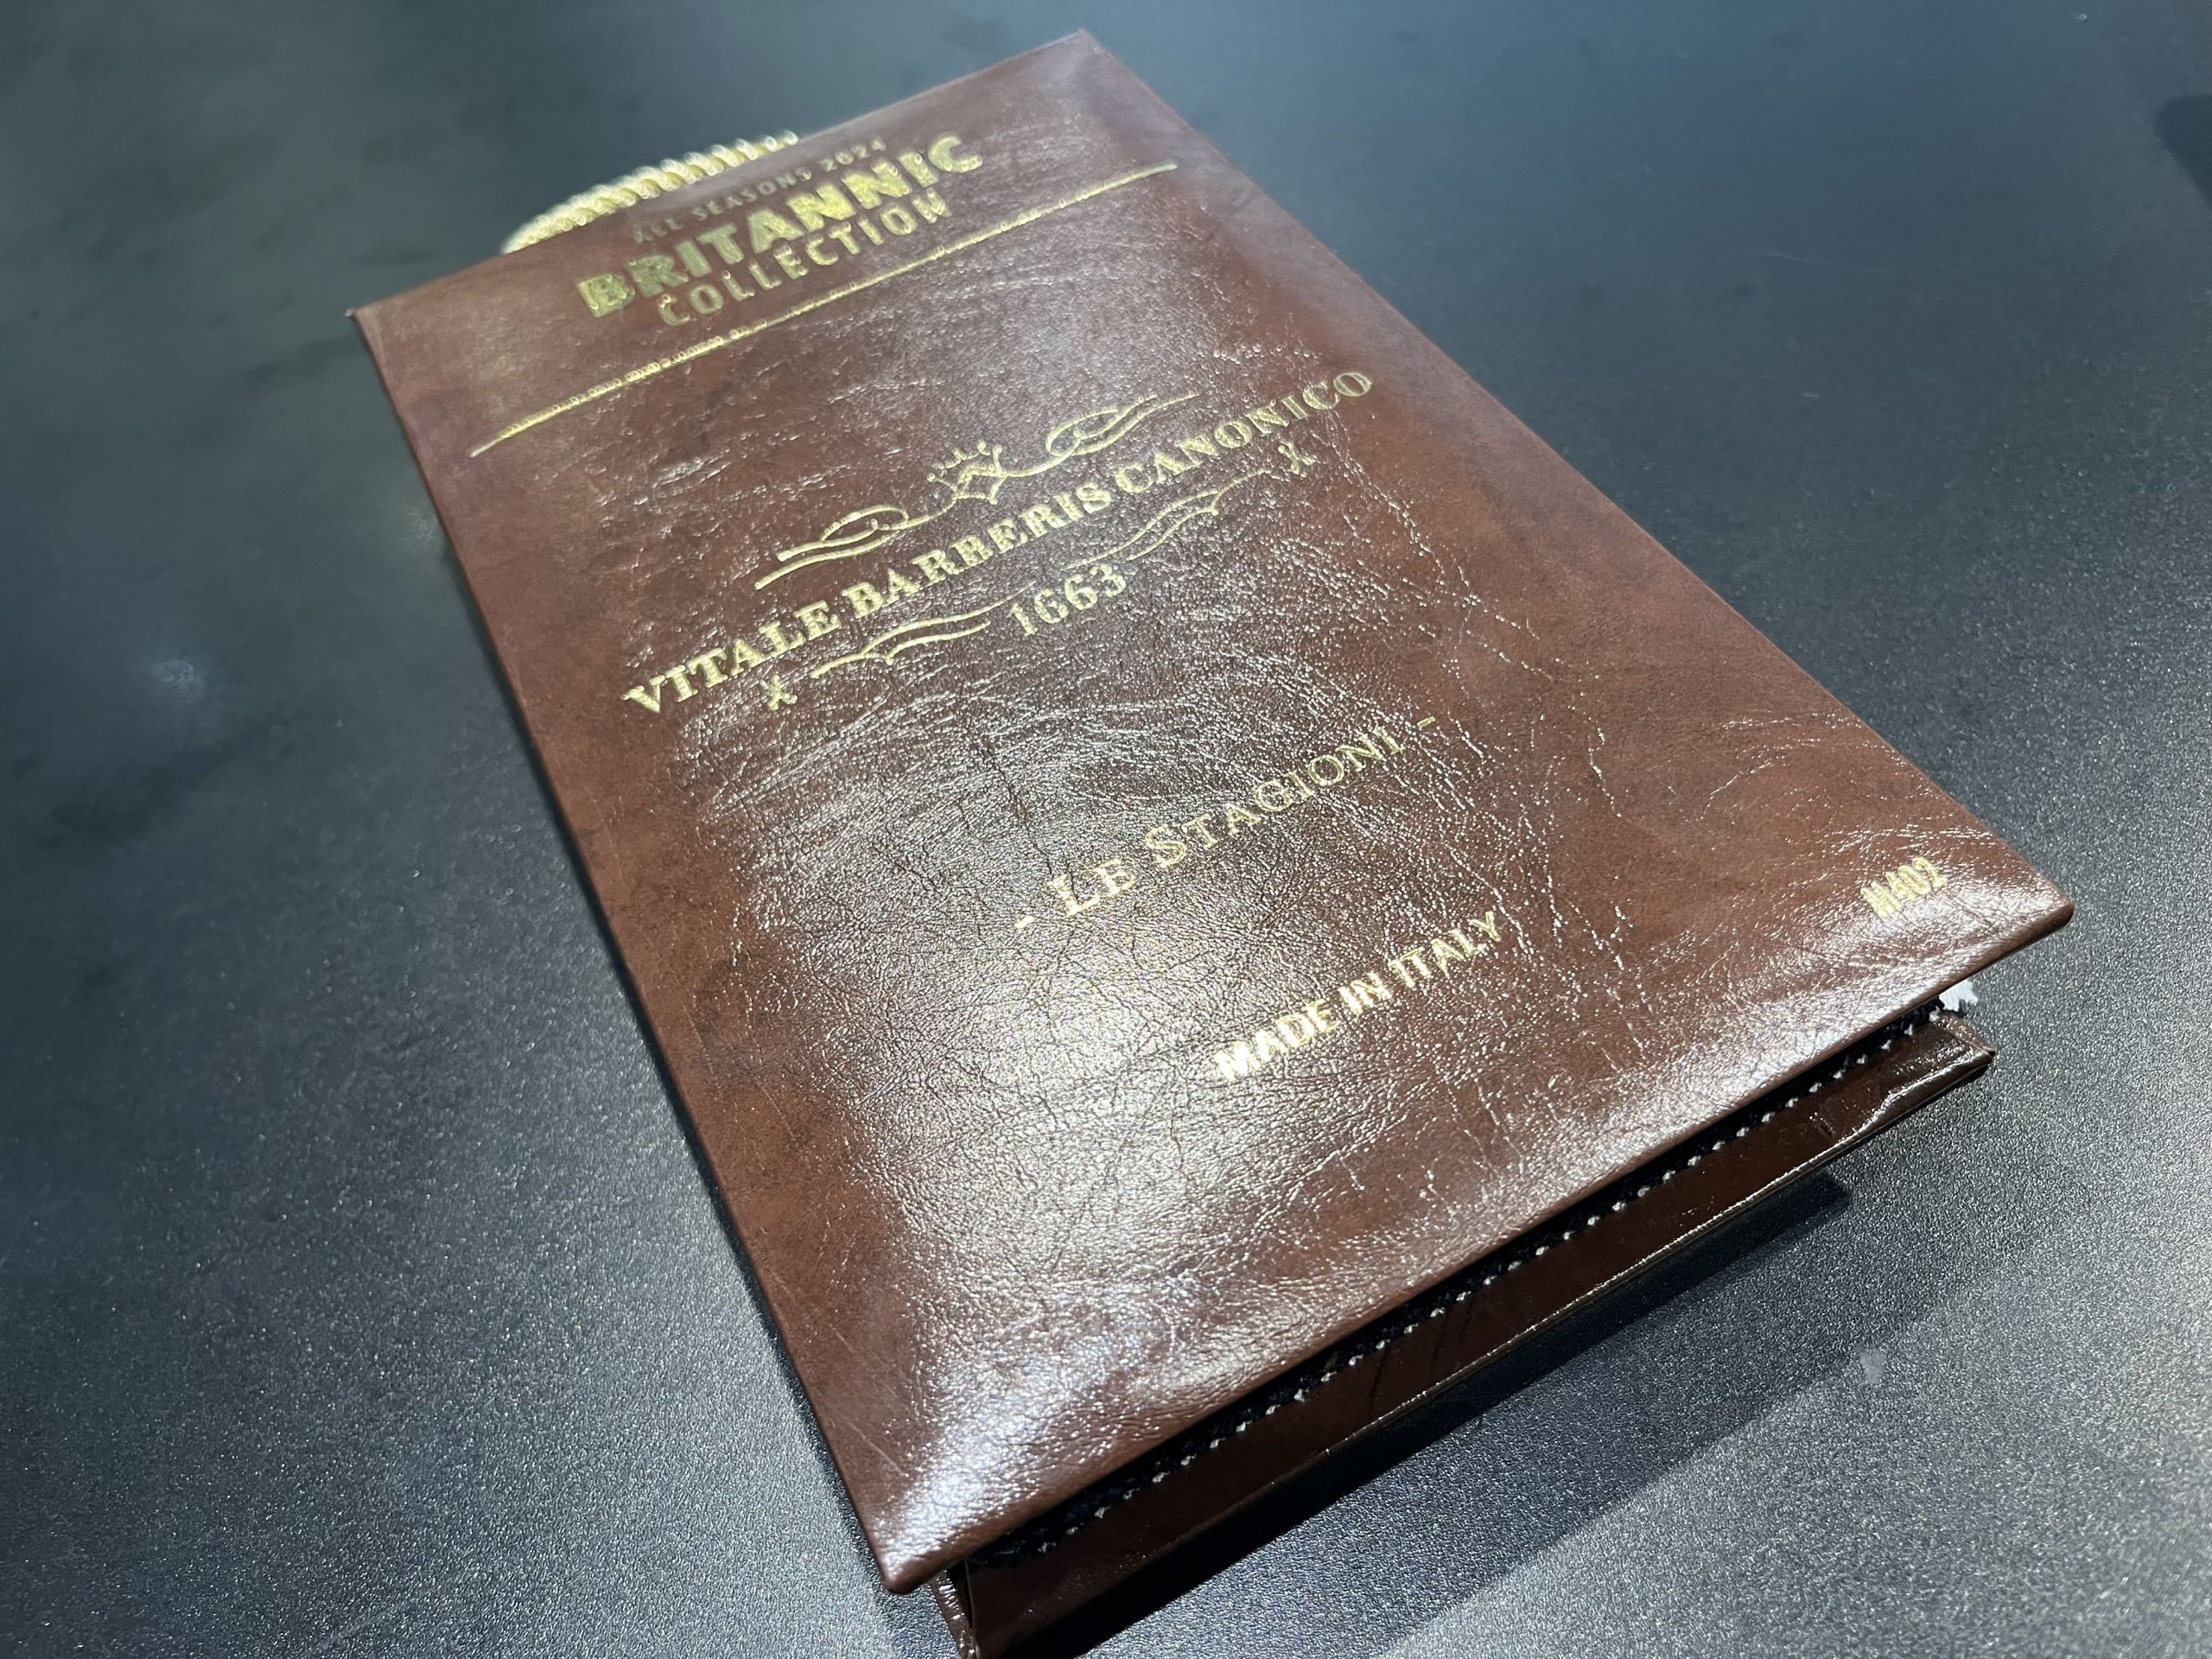 ALL SEASONS 2024
BRITANNIC
COLLECTION
VITALE BARBERIS CANONICO
1663
- LE STAGIONI -
MADE IN ITALY